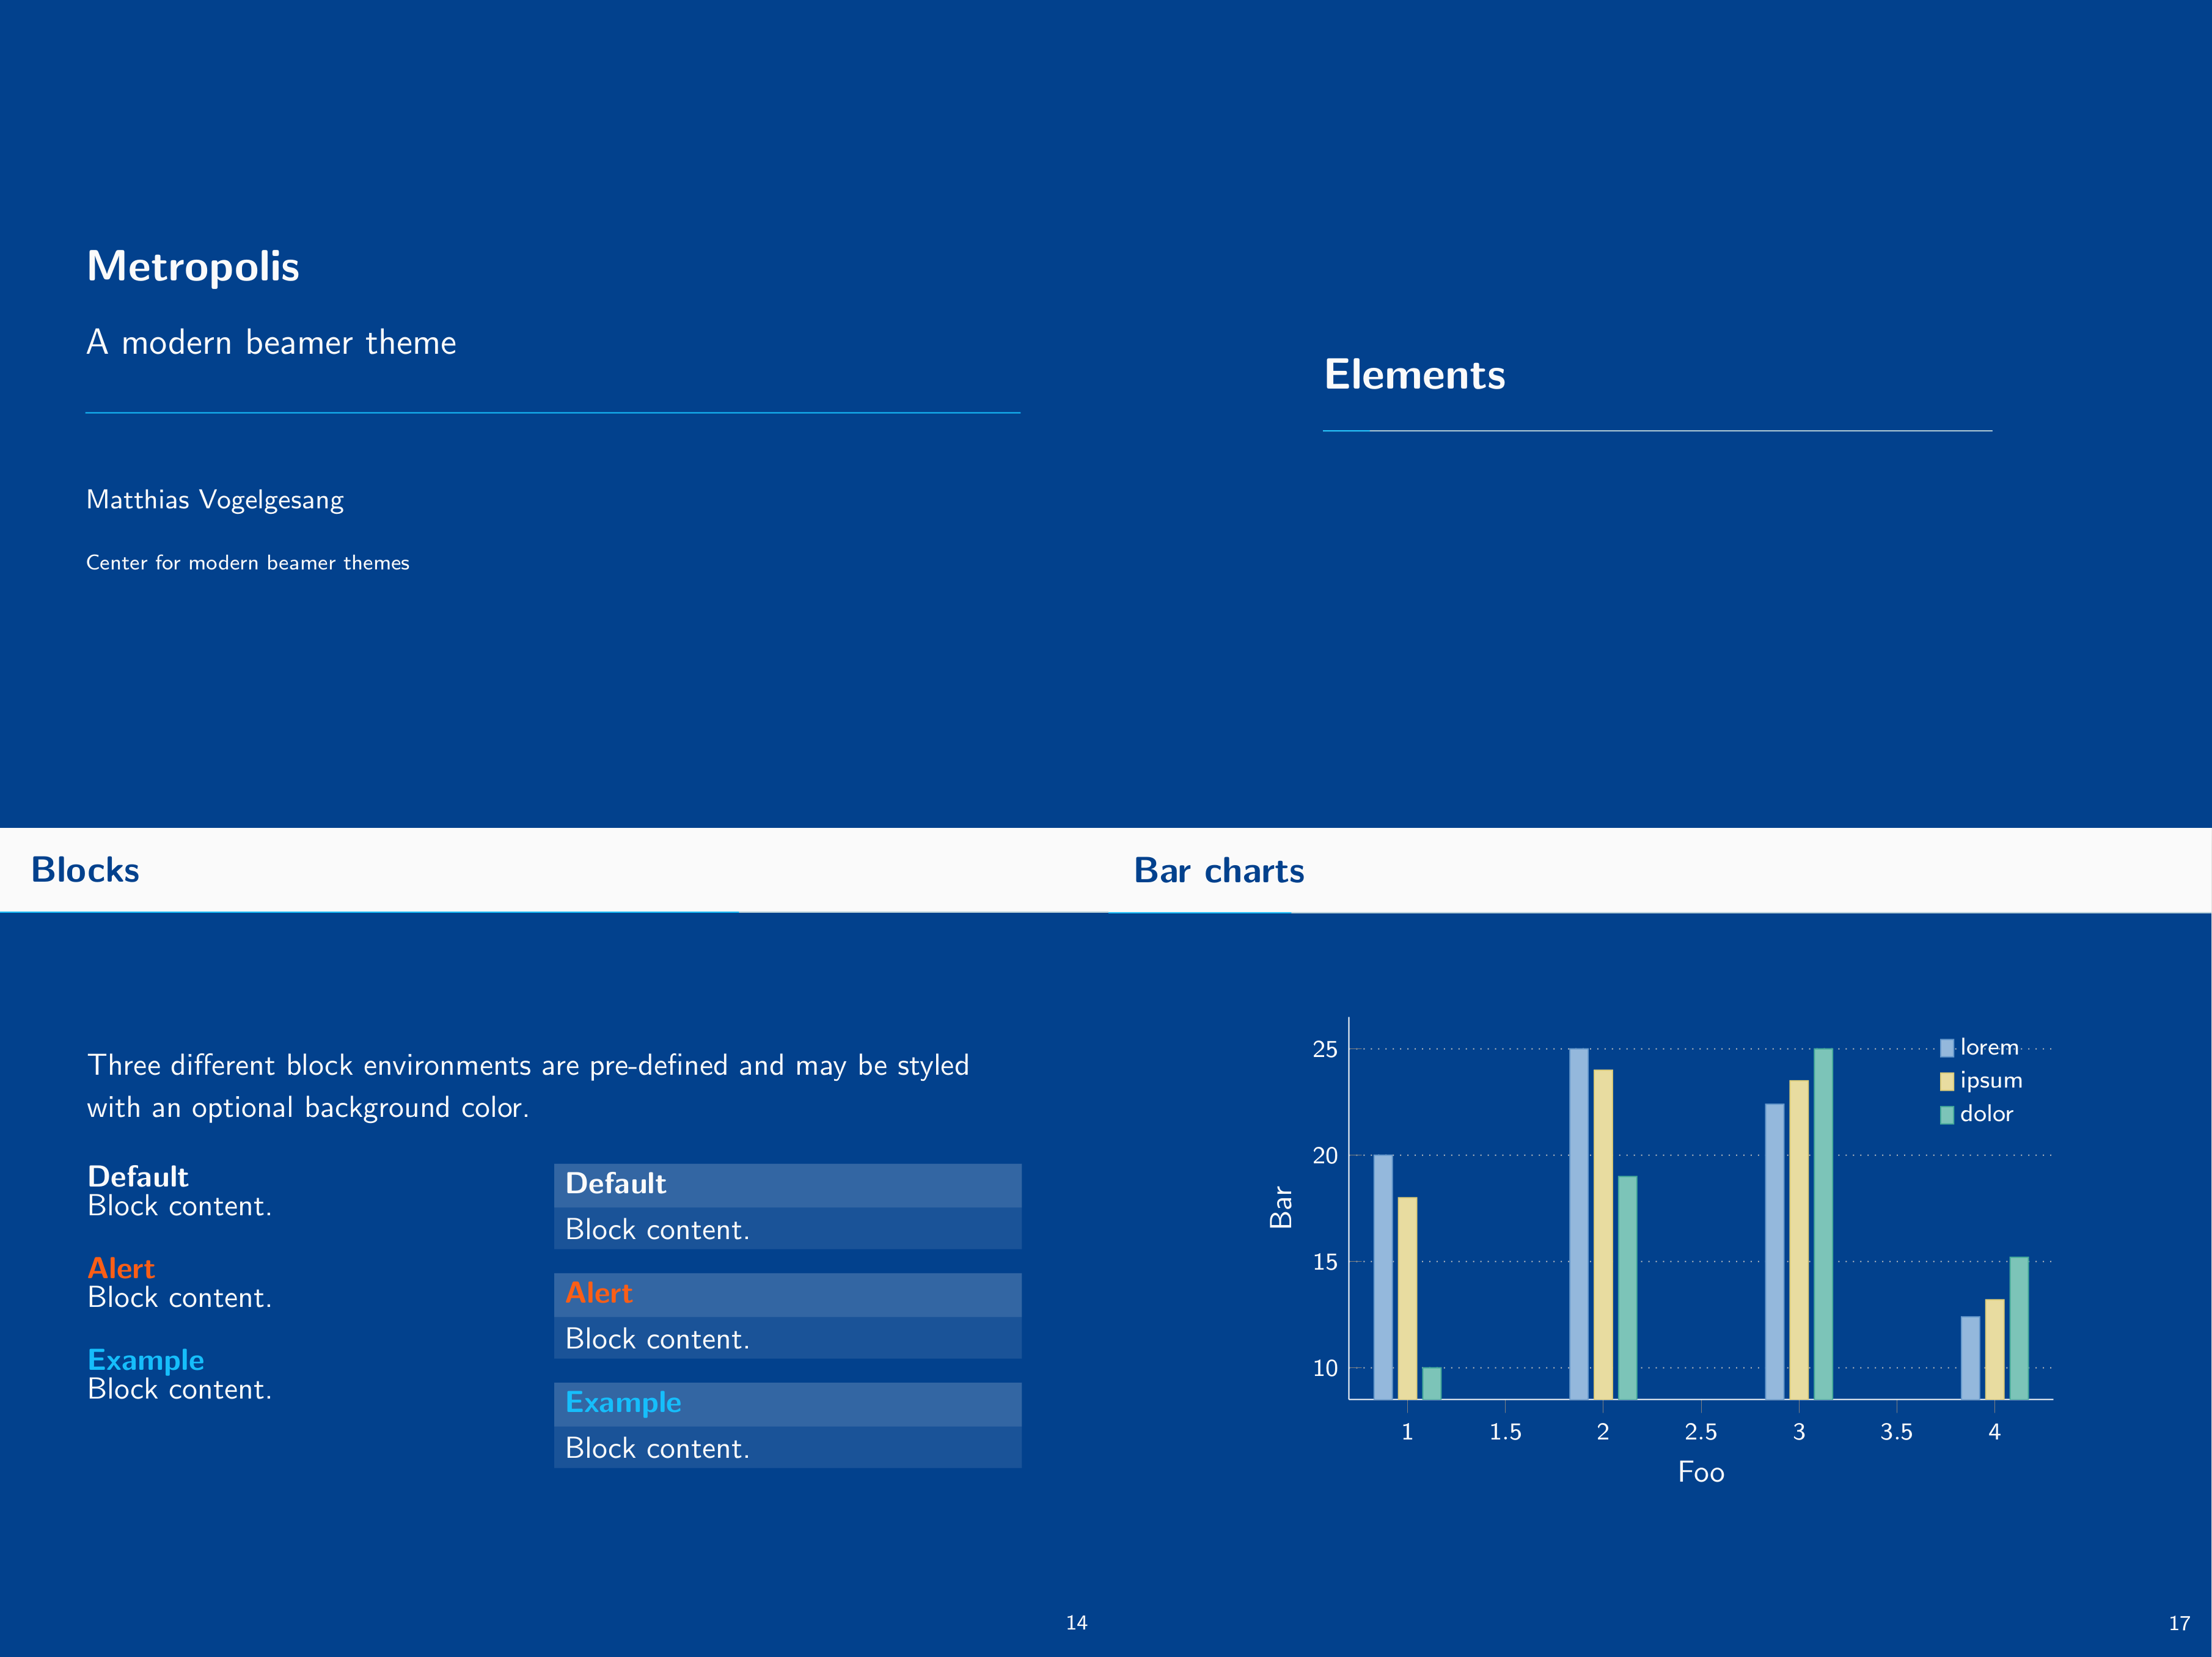 Metropolis
A modern beamer theme
Matthias Vogelgesang
Center for modern beamer themes
Elements
Blocks
Three different block environments are pre-defined and may be styled
with an optional background color.
Default
Block content.
Alert
Block content.
Example
Block content.
Default
Block content.
Alert
Block content.
Example
Block content.
14
Bar charts
25
20
15
10
Bar
lorem
ipsum
dolor
1 1.5 2 2.5 3 3.5 4
Foo
17